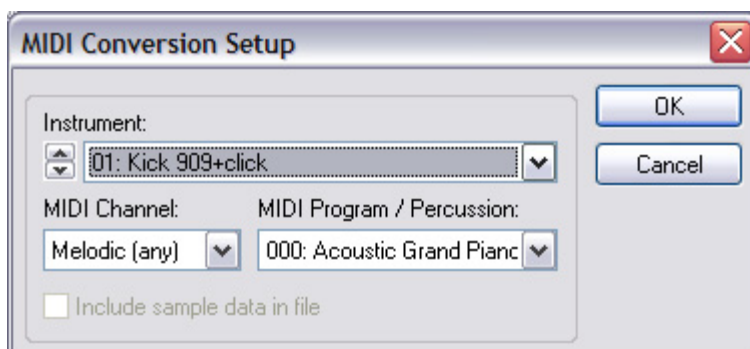 MIDI Conversion Setup
OK
Instrument:
01: Kick 909+click
Cancel
MIDI Channel: MIDI Program / Percussion:
Melodic (any) 000: Acoustic Grand Pianc
Include sample data in file